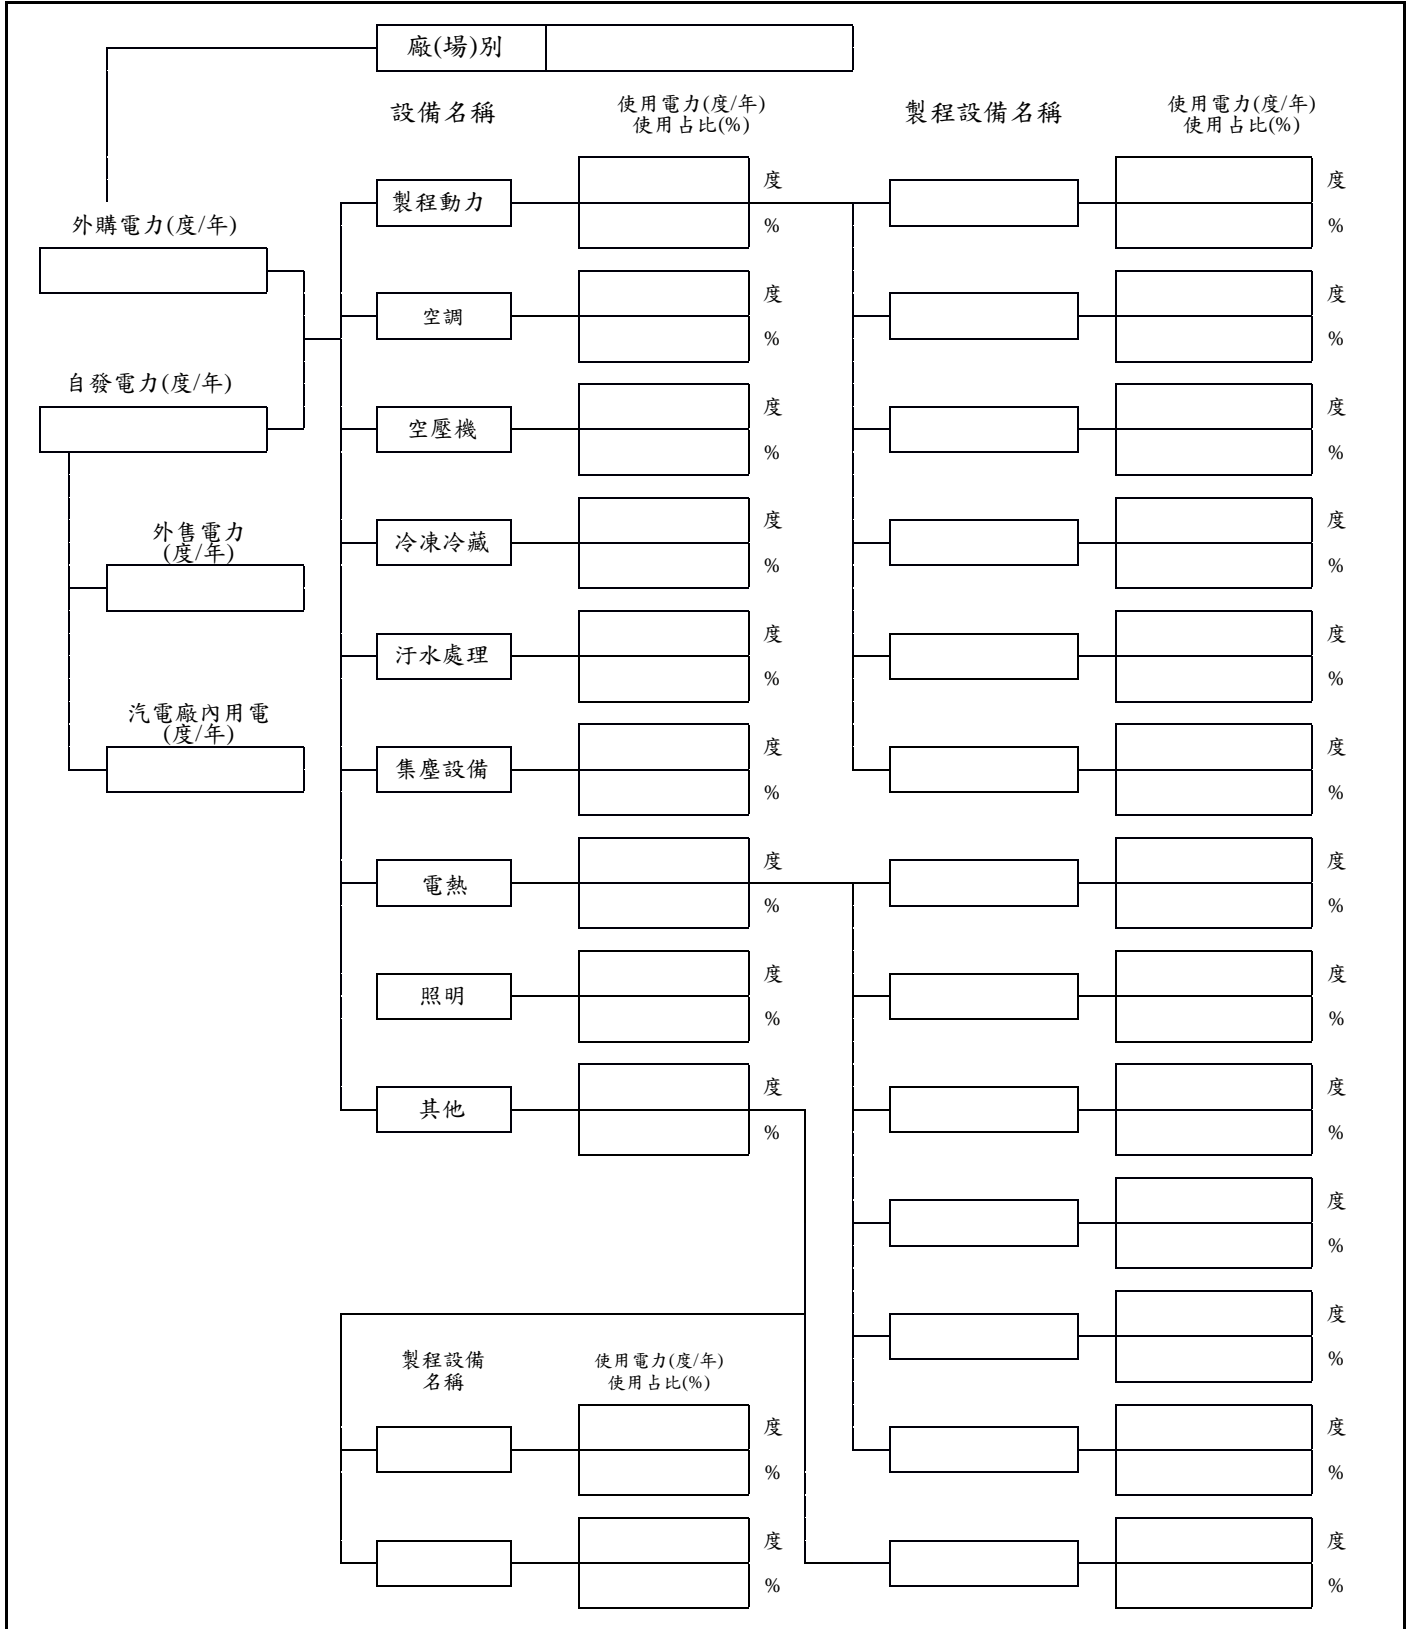 廠(場)別
設備名稱
使用電力(度/年)
使用占比(%)
製程設備名稱
使用電力(度/年)
使用占比(%)
製程動力
度
%
度
%
外購電力(度/年)
空調
度
%
度
%
自發電力(度/年)
空壓機
度
%
度
%
外售電力
(度/年)
冷凍冷藏
度
%
度
%
汙水處理
度
%
度
%
汽電廠內用電
(度/年)
集塵設備
度
%
度
%
電熱
度
%
度
%
照明
度
%
度
%
其他
度
%
度
%
度
%
度
%
製程設備
名稱
使用電力(度/年)
使用占比(%)
度
%
度
%
度
%
度
%